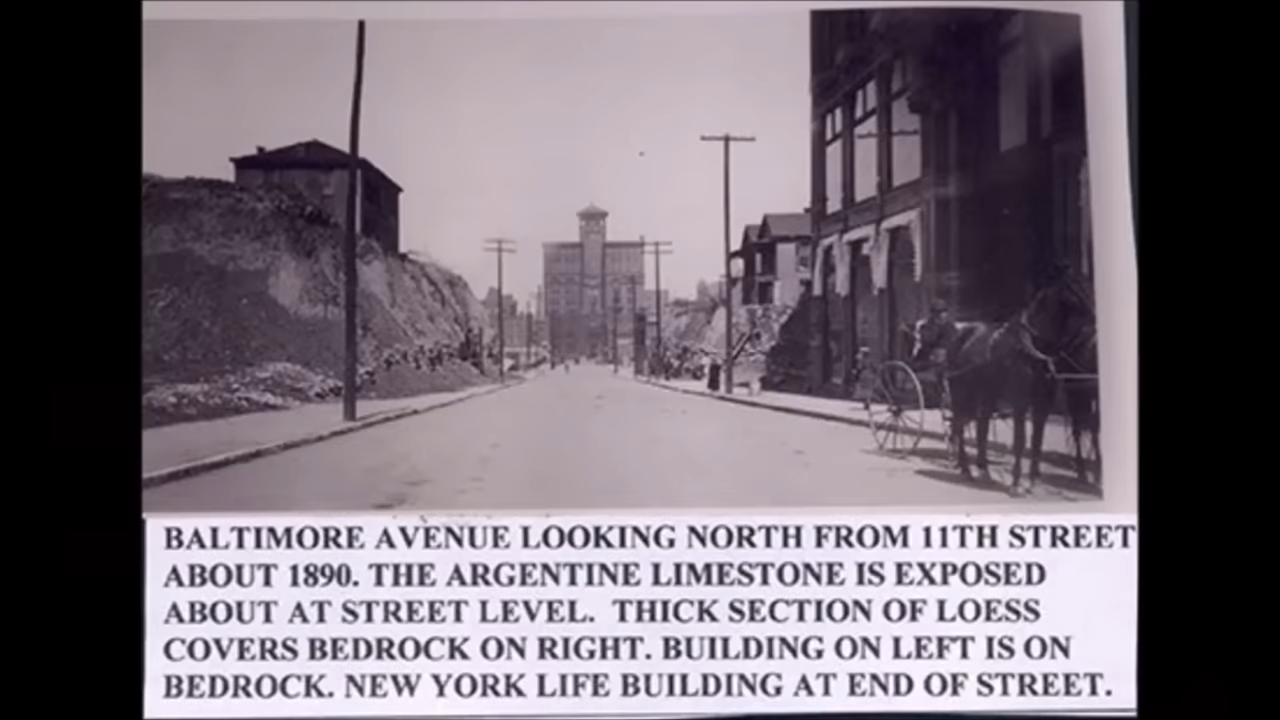 BALTIMORE AVENUE LOOKING NORTH FROM 11TH STREET
ABOUT 1890. THE ARGENTINE LIMESTONE IS EXPOSED
ABOUT AT STREET LEVEL. THICK SECTION OF LOESS
COVERS BEDROCK ON RIGHT. BUILDING ON LEFT IS ON
BEDROCK. NEW YORK LIFE BUILDING AT END OF STREET.